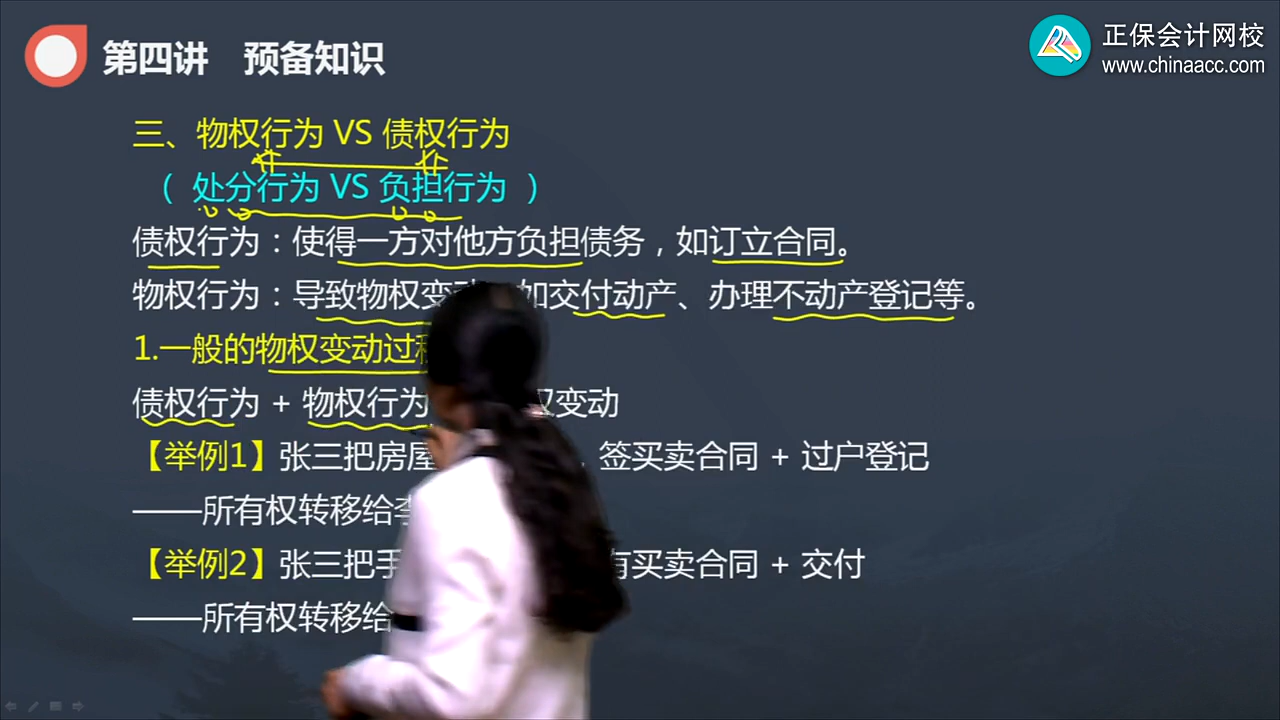 第四讲 预备知识
正保会计网校
www.chinaacc.com
三、物权行为 VS 债权行为
（ 处分行为 VS 负担行为 ）
债权行为：使得一方对他方负担债务，如订立合同。
物权行为：导致物权变 如交付动产、办理不动产登记等。
1.一般的物权变动过
债权行为 + 物权行为 变动
【举例1】张三把房 ，签买卖合同 + 过户登记
——所有权转移给
【举例2】张三把手 买卖合同 + 交付
——所有权转移给